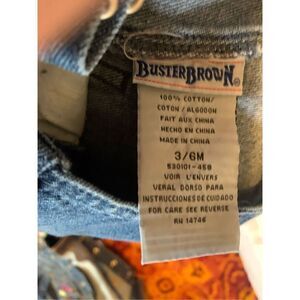 BUSTER BROWN®
100% COTTON/
COTON / ALGODON
FAIT AUX CHINA
HECHO EN CHINA
MADE IN CHINA
3/6M
530101-458
VOIR L'ENVERS
VERAL DORSO PARA
INSTRUCCIONES DE CUIDADO
FOR CARE SEE REVERSE
RN 14746